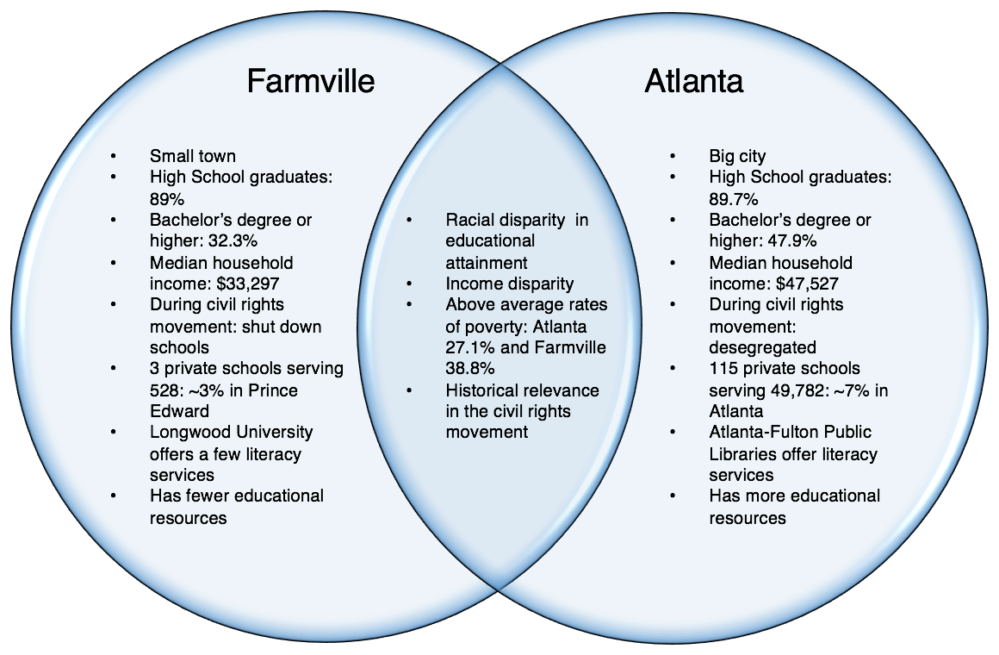 Farmville
• Small town
• High School graduates:
89%
• Bachelor’s degree or
higher: 32.3%
• Median household
income: $33,297
• During civil rights
movement: shut down
schools
• 3 private schools serving
528: ~3% in Prince
Edward
• Longwood University
offers a few literacy
services
• Has fewer educational
resources
• Racial disparity in
educational
attainment
• Income disparity
• Above average rates
of poverty: Atlanta
27.1% and Farmville
38.8%
• Historical relevance
in the civil rights
movement
Atlanta
• Big city
• High School graduates:
89.7%
• Bachelor’s degree or
higher: 47.9%
• Median household
income: $47,527
• During civil rights
movement:
desegregated
• 115 private schools
serving 49,782: ~7% in
Atlanta
• Atlanta-Fulton Public
Libraries offer literacy
services
• Has more educational
resources